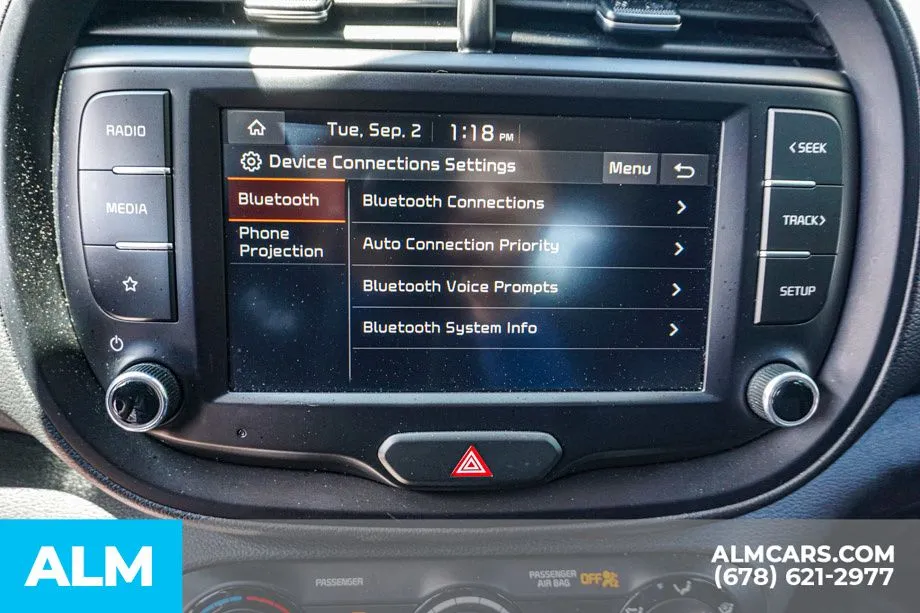 RADIO
MEDIA
Tue, Sep. 2 1:18 PM
Device Connections Settings Menu
Bluetooth
Phone
Projection
Bluetooth Connections
Auto Connection Priority
Bluetooth Voice Prompts
Bluetooth System Info
< SEEK
TRACK >
SETUP
ALM
PASSENGER
PASSENGER
AIR BAG OFF
ALMCARS.COM
(678) 621-2977